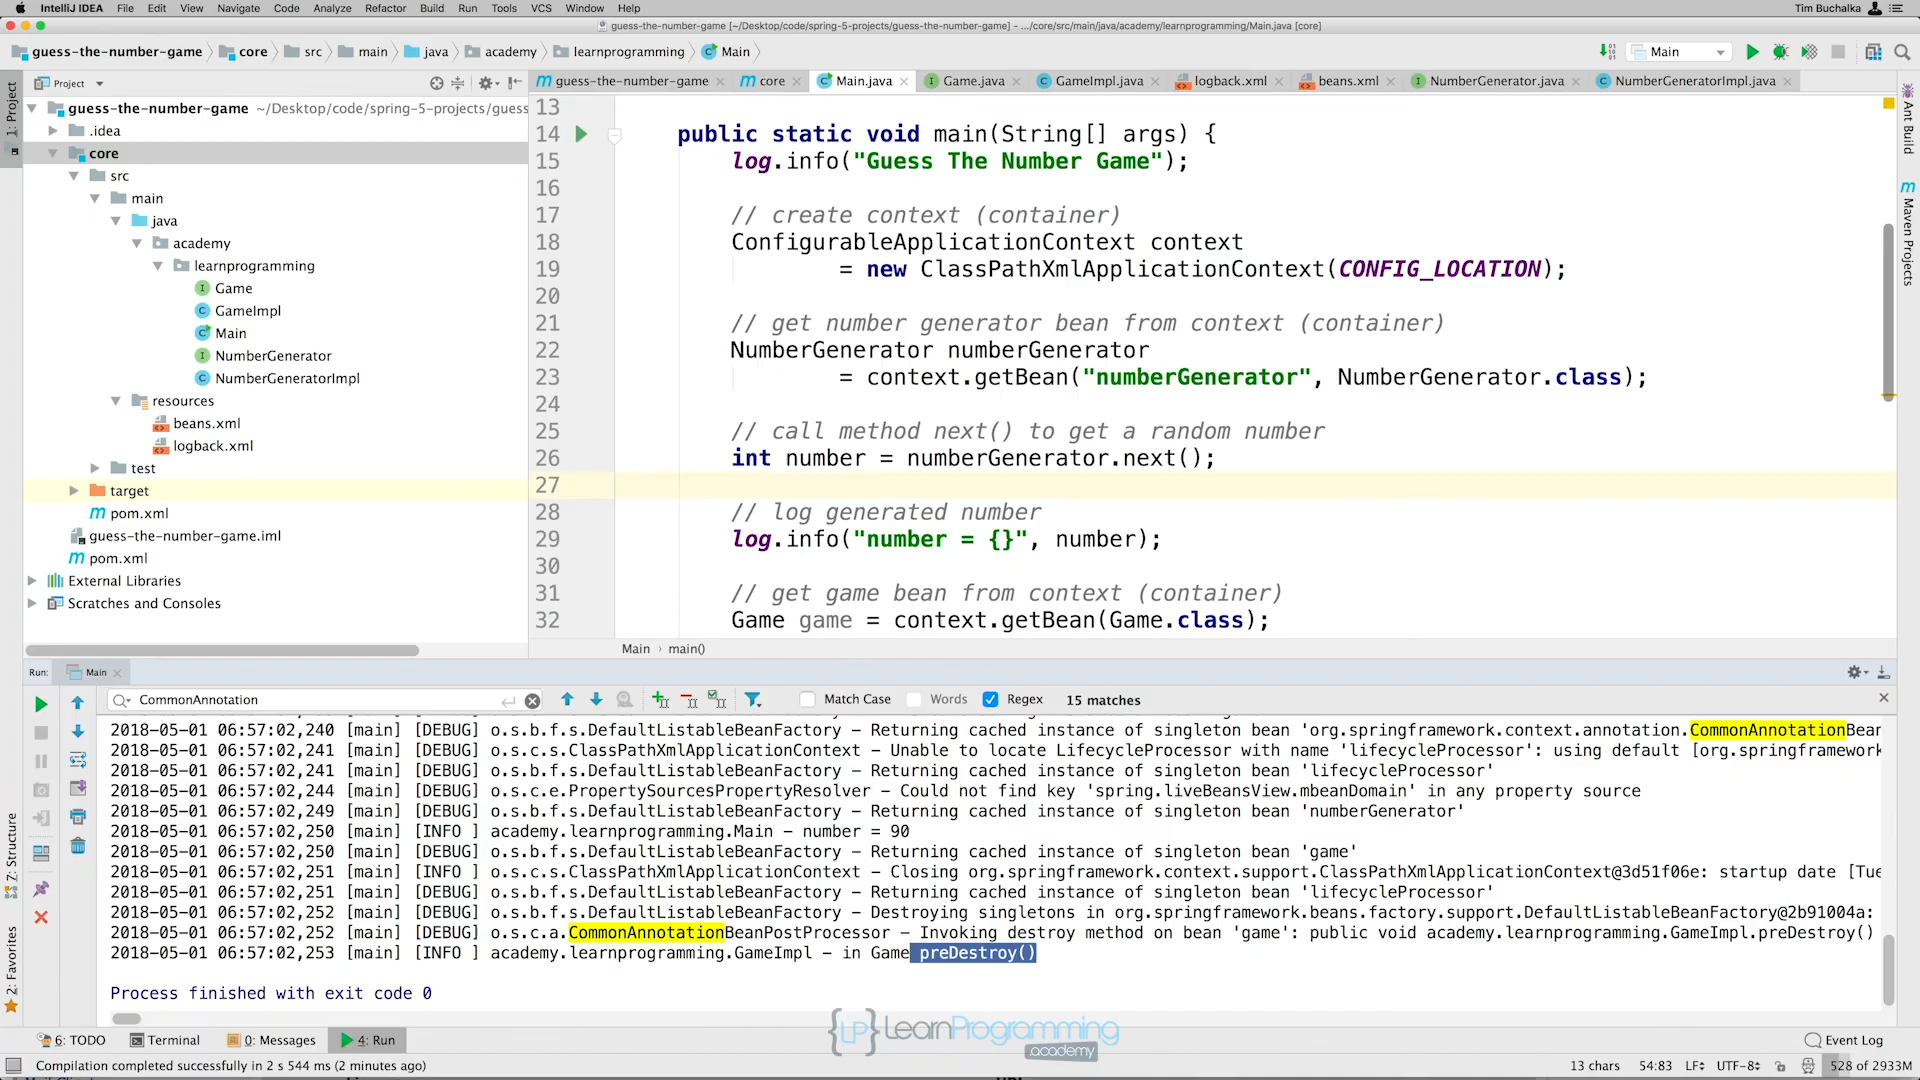 IntelliJ IDEA File Edit View Navigate Code Analyze Refactor Build Run Tools VCS Window Help Tim Buchalka
guess-the-number-game [~/Desktop/code/spring-5-projects/guess-the-number-game] – .../core/src/main/java/academy/learnprogramming/Main.java [core]
guess-the-number-game core src main java academy learnprogramming Main Main
Project guess-the-number-game core Main.java Game.java GameImpl.java logback.xml beans.xml NumberGenerator.java NumberGeneratorImpl.java
1: Project
guess-the-number-game ~/Desktop/code/spring-5-projects/guess
.idea
core
src
main
java
academy
learnprogramming
Game
GameImpl
Main
NumberGenerator
NumberGeneratorImpl
resources
beans.xml
logback.xml
test
target
pom.xml
guess-the-number-game.iml
pom.xml
External Libraries
Scratches and Consoles
13
14 public static void main(String[] args) {
15 log.info("Guess The Number Game");
16
17 // create context (container)
18 ConfigurableApplicationContext context
19 = new ClassPathXmlApplicationContext(CONFIG_LOCATION);
20
21 // get number generator bean from context (container)
22 NumberGenerator numberGenerator
23 = context.getBean("numberGenerator", NumberGenerator.class);
24
25 // call method next() to get a random number
26 int number = numberGenerator.next();
27
28 // log generated number
29 log.info("number = {}", number);
30
31 // get game bean from context (container)
32 Game game = context.getBean(Game.class);
Main › main()
Ant Build
Maven Projects
Run: Main
CommonAnnotation Match Case Words Regex 15 matches
2018-05-01 06:57:02,240 [main] [DEBUG] o.s.b.f.s.DefaultListableBeanFactory – Returning cached instance of singleton bean 'org.springframework.context.annotation.CommonAnnotationBean
2018-05-01 06:57:02,241 [main] [DEBUG] o.s.c.s.ClassPathXmlApplicationContext – Unable to locate LifecycleProcessor with name 'lifecycleProcessor': using default [org.springframework
2018-05-01 06:57:02,241 [main] [DEBUG] o.s.b.f.s.DefaultListableBeanFactory – Returning cached instance of singleton bean 'lifecycleProcessor'
2018-05-01 06:57:02,244 [main] [DEBUG] o.s.c.e.PropertySourcesPropertyResolver – Could not find key 'spring.liveBeansView.mbeanDomain' in any property source
2018-05-01 06:57:02,249 [main] [DEBUG] o.s.b.f.s.DefaultListableBeanFactory – Returning cached instance of singleton bean 'numberGenerator'
2018-05-01 06:57:02,250 [main] [INFO ] academy.learnprogramming.Main – number = 90
2018-05-01 06:57:02,250 [main] [DEBUG] o.s.b.f.s.DefaultListableBeanFactory – Returning cached instance of singleton bean 'game'
2018-05-01 06:57:02,251 [main] [INFO ] o.s.c.s.ClassPathXmlApplicationContext – Closing org.springframework.context.support.ClassPathXmlApplicationContext@3d51f06e: startup date [Tue
2018-05-01 06:57:02,251 [main] [DEBUG] o.s.b.f.s.DefaultListableBeanFactory – Returning cached instance of singleton bean 'lifecycleProcessor'
2018-05-01 06:57:02,252 [main] [DEBUG] o.s.b.f.s.DefaultListableBeanFactory – Destroying singletons in org.springframework.beans.factory.support.DefaultListableBeanFactory@2b91004a:
2018-05-01 06:57:02,252 [main] [DEBUG] o.s.c.a.CommonAnnotationBeanPostProcessor – Invoking destroy method on bean 'game': public void academy.learnprogramming.GameImpl.preDestroy()
2018-05-01 06:57:02,253 [main] [INFO ] academy.learnprogramming.GameImpl – in Game preDestroy()
Process finished with exit code 0
Z: Structure
2: Favorites
{LP} LearnProgramming
.academy
6: TODO Terminal 0: Messages 4: Run Event Log
Compilation completed successfully in 2 s 544 ms (2 minutes ago) 13 chars 54:83 LF UTF-8 528 of 2933M